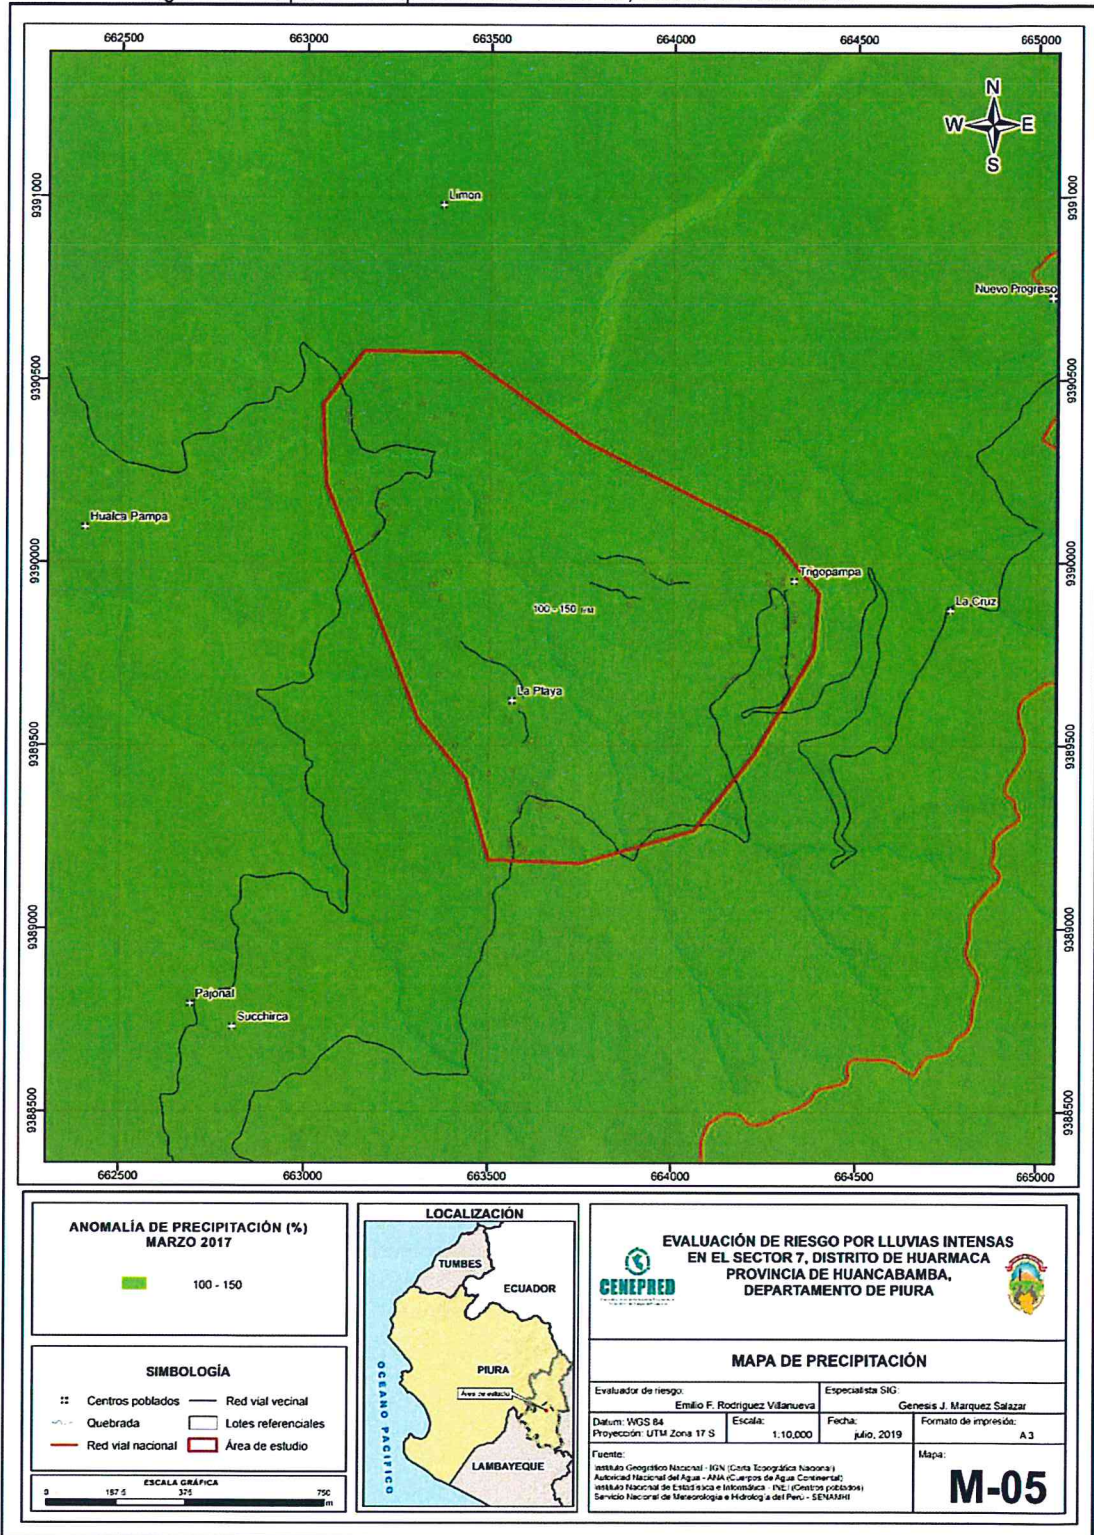 662500 663000 663500 664000 664500 665000
N
W E
S
9391000 9391000
Limon
Nuevo Progreso
9390500 9390500
Hualca Pampa
9390000 9390000
Trigopampa
La Cruz
100 - 150
La Playa
9389500 9389500
9389000 9389000
Pajonal
Succhirca
9388500 9388500
662500 663000 663500 664000 664500 665000
ANOMALÍA DE PRECIPITACIÓN (%)
MARZO 2017
100 - 150
SIMBOLOGÍA
Centros poblados
Red vial vecinal
Quebrada
Lotes referenciales
Red vial nacional
Área de estudio
ESCALA GRÁFICA
0 187.5 375 750
m
LOCALIZACIÓN
TUMBES
ECUADOR
PIURA
Área de estudio
OCEANO PACIFICO
LAMBAYEQUE
CENEPRED
EVALUACIÓN DE RIESGO POR LLUVIAS INTENSAS
EN EL SECTOR 7, DISTRITO DE HUARMACA
PROVINCIA DE HUANCABAMBA,
DEPARTAMENTO DE PIURA
MAPA DE PRECIPITACIÓN
Evaluador de riesgo:
Emilio F. Rodriguez Villanueva
Especialista SIG:
Genesis J. Marquez Salazar
Datum: WGS 84
Proyección: UTM Zona 17 S
Escala:
1:10,000
Fecha:
julio, 2019
Formato de impresión:
A3
Fuente:
Instituto Geográfico Nacional - IGN (Carta Topográfica Nacional)
Autoridad Nacional del Agua - ANA (Cuerpos de Agua Continental)
Instituto Nacional de Estadística e Informática - INEI (Centros poblados)
Servicio Nacional de Meteorología e Hidrología del Perú - SENAMHI
Mapa:
M-05